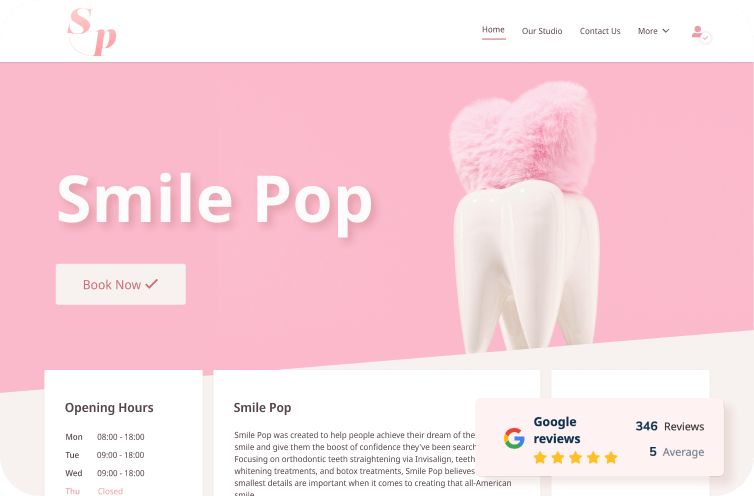 Sp
Home Our Studio Contact Us More
Smile Pop
Book Now
Opening Hours
Mon 08:00 - 18:00
Tue 09:00 - 18:00
Wed 09:00 - 18:00
Thu Closed
Smile Pop
Smile Pop was created to help people achieve their dream of the
smile and give them the boost of confidence they've been search
Focusing on orthodontic teeth straightening via Invisalign, teeth
whitening treatments, and botox treatments, Smile Pop believes
smallest details are important when it comes to creating that all-American
smile
Google
reviews
346 Reviews
5 Average